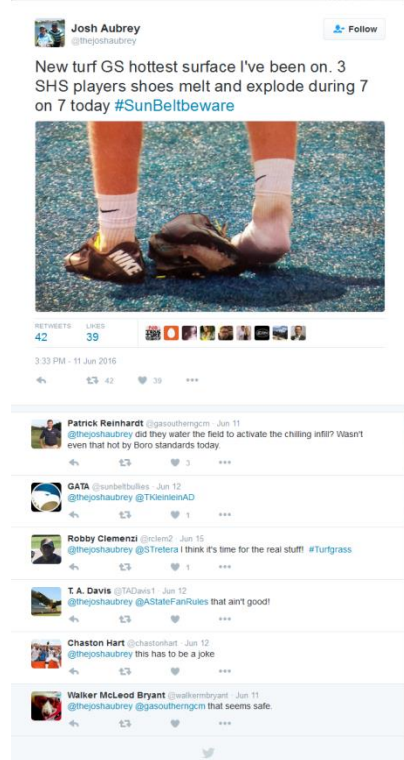 Josh Aubrey
@thejoshaubrey
Follow
New turf GS hottest surface I've been on. 3
SHS players shoes melt and explode during 7
on 7 today #SunBeltbeware
NIKE
RETWEETS
42
LIKES
39
3:33 PM - 11 Jun 2016
42
39
Patrick Reinhardt @gasoutherngcm · Jun 11
@thejoshaubrey did they water the field to activate the chilling infill? Wasn't
even that hot by Boro standards today.
3
GATA @sunbeltbullies · Jun 12
@thejoshaubrey @TKleinleinAD
1
Robby Clemenzi @rclem2 · Jun 15
@thejoshaubrey @STretera I think it's time for the real stuff! #Turfgrass
1
T. A. Davis @TADavis1 · Jun 12
@thejoshaubrey @AStateFanRules that ain't good!
Chaston Hart @chastonhart · Jun 12
@thejoshaubrey this has to be a joke
Walker McLeod Bryant @walkermbryant · Jun 11
@thejoshaubrey @gasoutherngcm that seems safe.